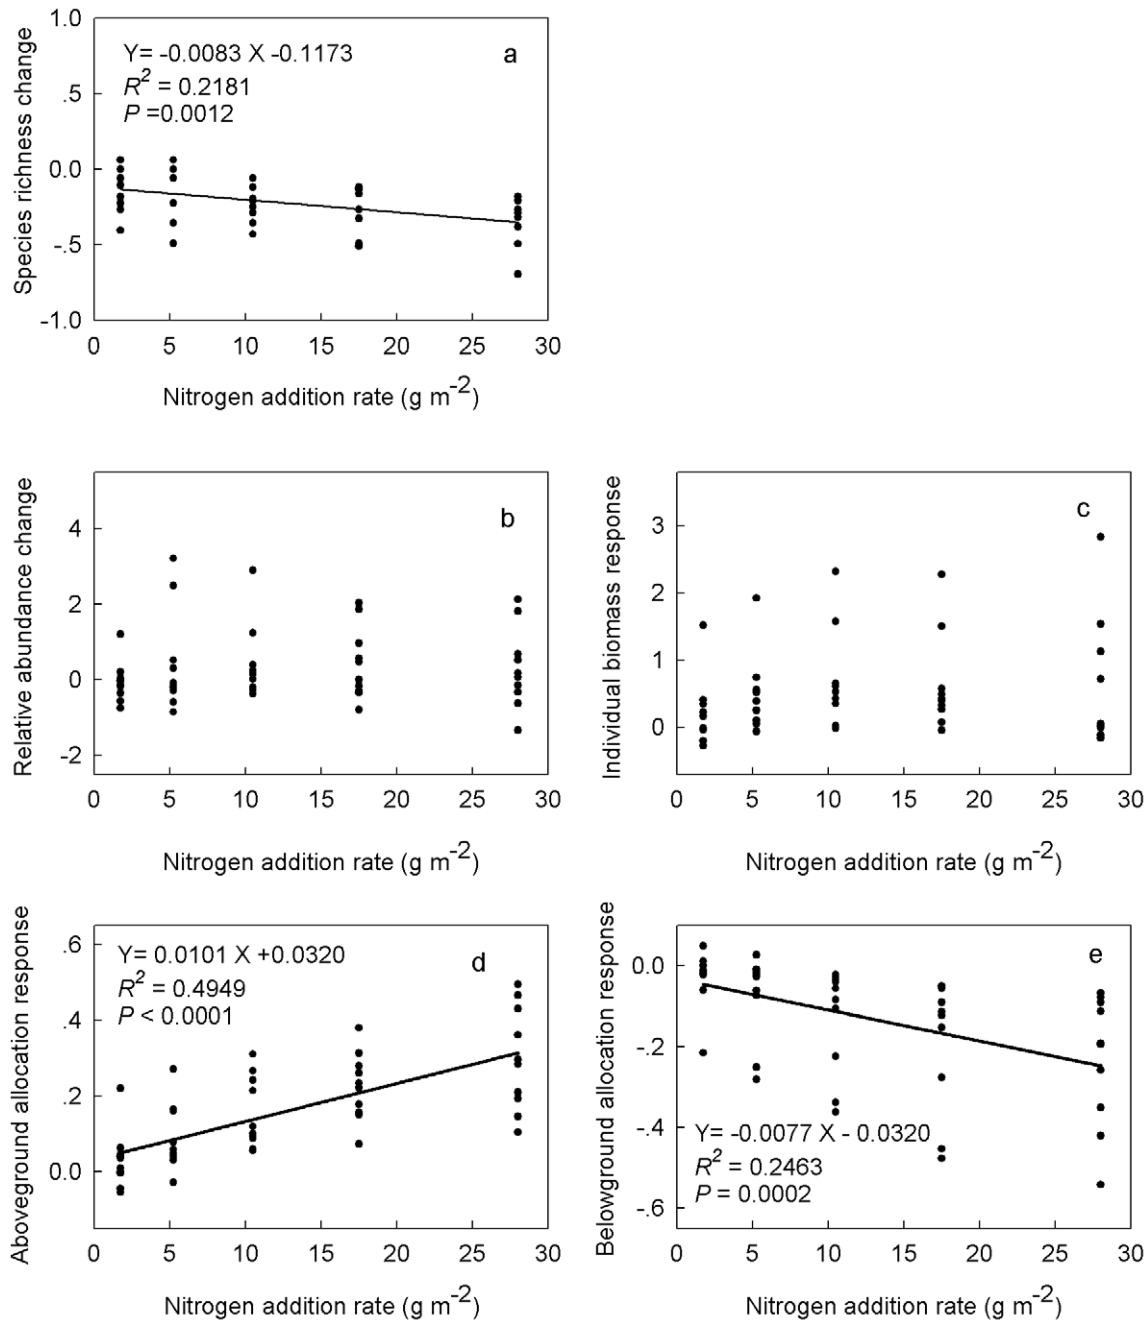 1.0
Y= -0.0083 X -0.1173
a
R² = 0.2181
P =0.0012
.5
0.0
-.5
-1.0
Species richness change
0 5 10 15 20 25 30
Nitrogen addition rate (g m⁻²)
b
4
2
0
-2
Relative abundance change
0 5 10 15 20 25 30
Nitrogen addition rate (g m⁻²)
c
3
2
1
0
Individual biomass response
0 5 10 15 20 25 30
Nitrogen addition rate (g m⁻²)
.6
Y= 0.0101 X +0.0320
d
R² = 0.4949
P < 0.0001
.4
.2
0.0
Aboveground allocation response
0 5 10 15 20 25 30
Nitrogen addition rate (g m⁻²)
e
0.0
-.2
-.4
Y= -0.0077 X - 0.0320
R² = 0.2463
P = 0.0002
-.6
Belowground allocation response
0 5 10 15 20 25 30
Nitrogen addition rate (g m⁻²)